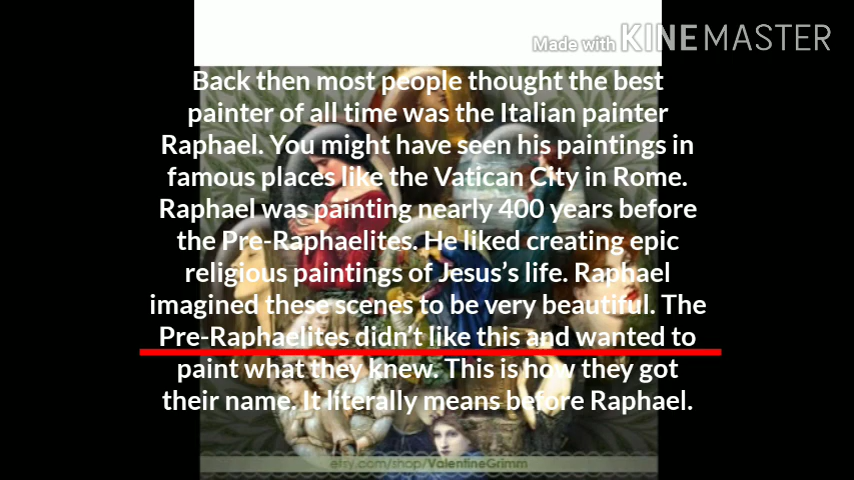 Made with KINEMASTER
Back then most people thought the best
painter of all time was the Italian painter
Raphael. You might have seen his paintings in
famous places like the Vatican City in Rome.
Raphael was painting nearly 400 years before
the Pre-Raphaelites. He liked creating epic
religious paintings of Jesus's life. Raphael
imagined these scenes to be very beautiful. The
Pre-Raphaelites didn't like this and wanted to
paint what they knew. This is how they got
their name. It literally means before Raphael.
etsy.com/shop/ValentineGrimm